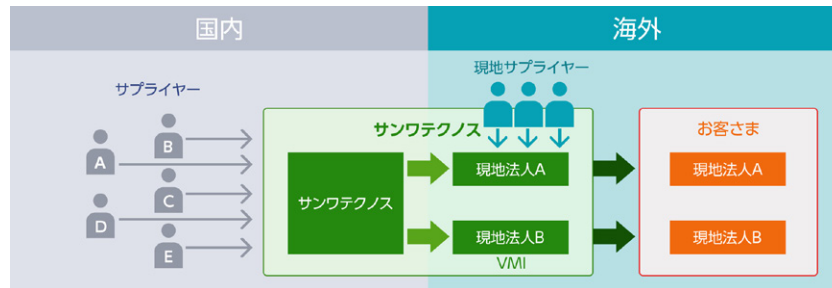 国内
海外
現地サプライヤー
サプライヤー
サンワテクノス
お客さま
A
B
C
D
E
サンワテクノス
現地法人A
現地法人A
現地法人B
現地法人B
VMI